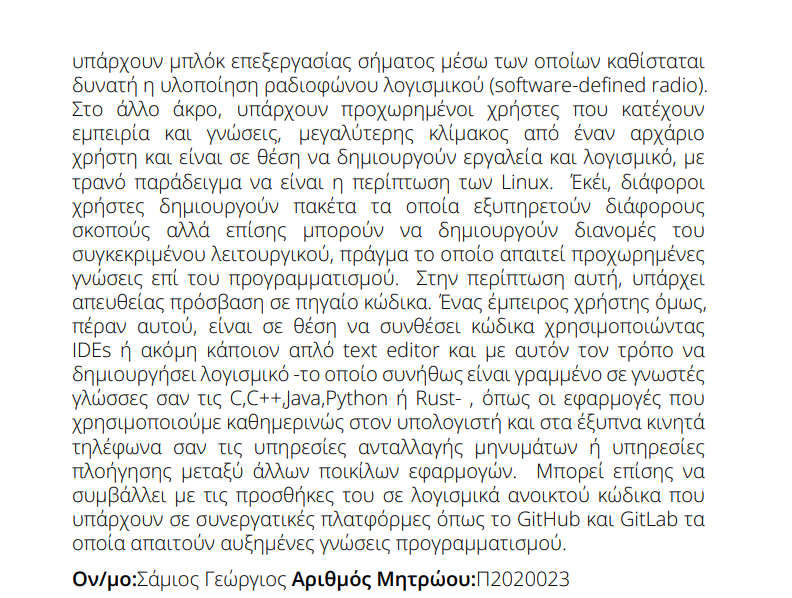 υπάρχουν μπλόκ επεξεργασίας σήματος μέσω των οποίων καθίσταται
δυνατή η υλοποίηση ραδιοφώνου λογισμικού (software-defined radio).
Στο άλλο άκρο, υπάρχουν προχωρημένοι χρήστες που κατέχουν
εμπειρία και γνώσεις, μεγαλύτερης κλίμακος από έναν αρχάριο
χρήστη και είναι σε θέση να δημιουργούν εργαλεία και λογισμικό, με
τρανό παράδειγμα να είναι η περίπτωση των Linux. Έκέι, διάφοροι
χρήστες δημιουργούν πακέτα τα οποία εξυπηρετούν διάφορους
σκοπούς αλλά επίσης μπορούν να δημιουργούν διανομές του
συγκεκριμένου λειτουργικού, πράγμα το οποίο απαιτεί προχωρημένες
γνώσεις επί του προγραμματισμού. Στην περίπτωση αυτή, υπάρχει
απευθείας πρόσβαση σε πηγαίο κώδικα. Ένας έμπειρος χρήστης όμως,
πέραν αυτού, είναι σε θέση να συνθέσει κώδικα χρησιμοποιώντας
IDEs ή ακόμη κάποιον απλό text editor και με αυτόν τον τρόπο να
δημιουργήσει λογισμικό -το οποίο συνήθως είναι γραμμένο σε γνωστές
γλώσσες σαν τις C,C++,Java,Python ή Rust- , όπως οι εφαρμογές που
χρησιμοποιούμε καθημερινώς στον υπολογιστή και στα έξυπνα κινητά
τηλέφωνα σαν τις υπηρεσίες ανταλλαγής μηνυμάτων ή υπηρεσίες
πλοήγησης μεταξύ άλλων ποικίλων εφαρμογών. Μπορεί επίσης να
συμβάλλει με τις προσθήκες του σε λογισμικά ανοικτού κώδικα που
υπάρχουν σε συνεργατικές πλατφόρμες όπως το GitHub και GitLab τα
οποία απαιτούν αυξημένες γνώσεις προγραμματισμού.
Ον/μο:Σάμιος Γεώργιος Αριθμός Μητρώου:Π2020023